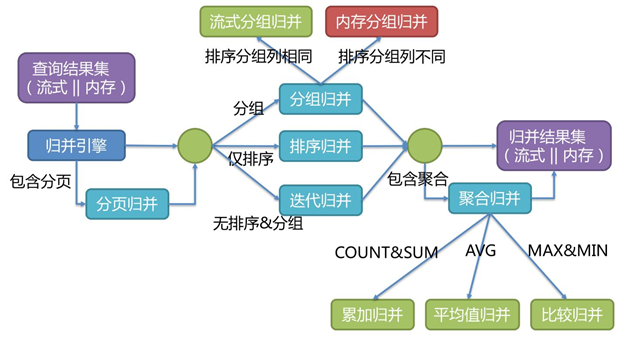 流式分组归并
内存分组归并
排序分组列相同
排序分组列不同
查询结果集
（流式 || 内存）
分组
分组归并
归并引擎
仅排序
排序归并
归并结果集
（流式 || 内存）
包含分页
分页归并
无排序&分组
迭代归并
包含聚合
聚合归并
COUNT&SUM
AVG
MAX&MIN
累加归并
平均值归并
比较归并